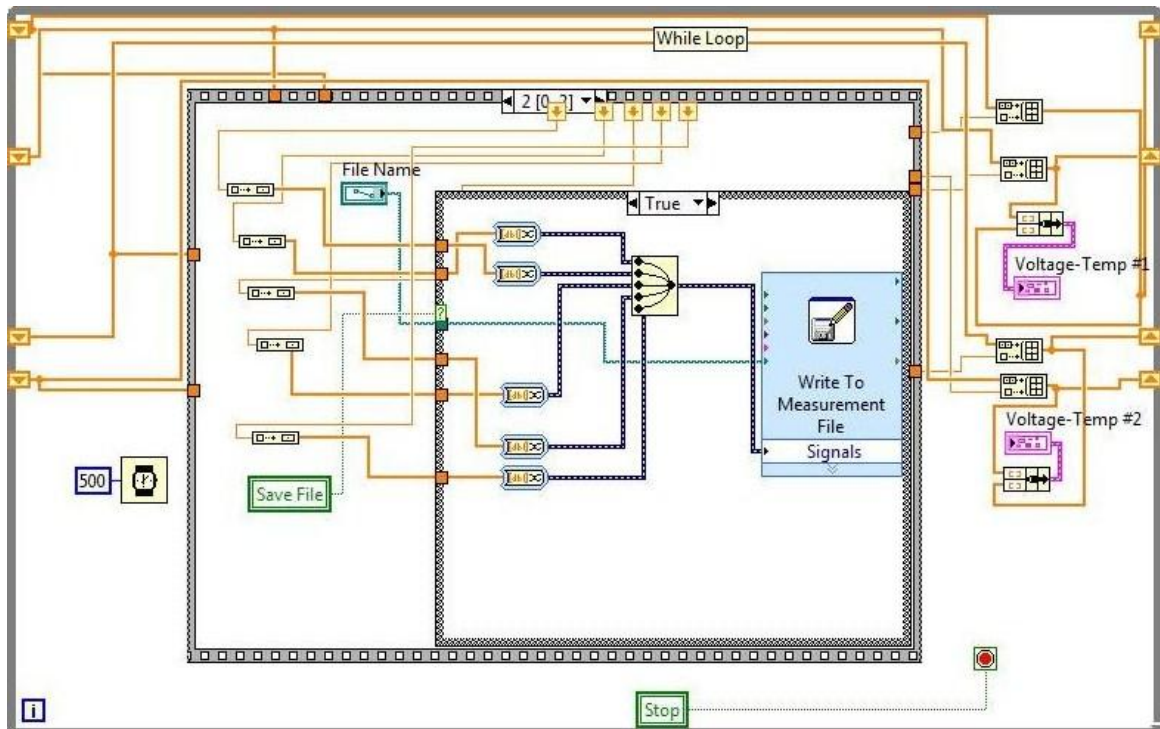 While Loop
2 [0..2]
File Name
True
Voltage-Temp #1
Write To
Measurement
File
Voltage-Temp #2
Signals
500
Save File
?
Stop
i